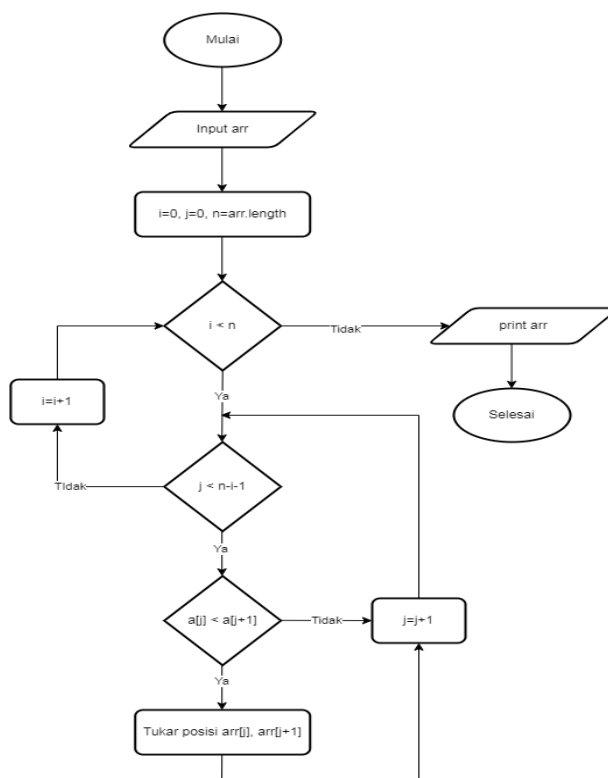 Mulai
Input arr
i=0, j=0, n=arr.length
i < n
Tidak
print arr
Ya
i=i+1
Selesai
TIdak
j < n-i-1
Ya
a[j] < a[j+1]
Tidak
j=j+1
Ya
Tukar posisi arr[j], arr[j+1]